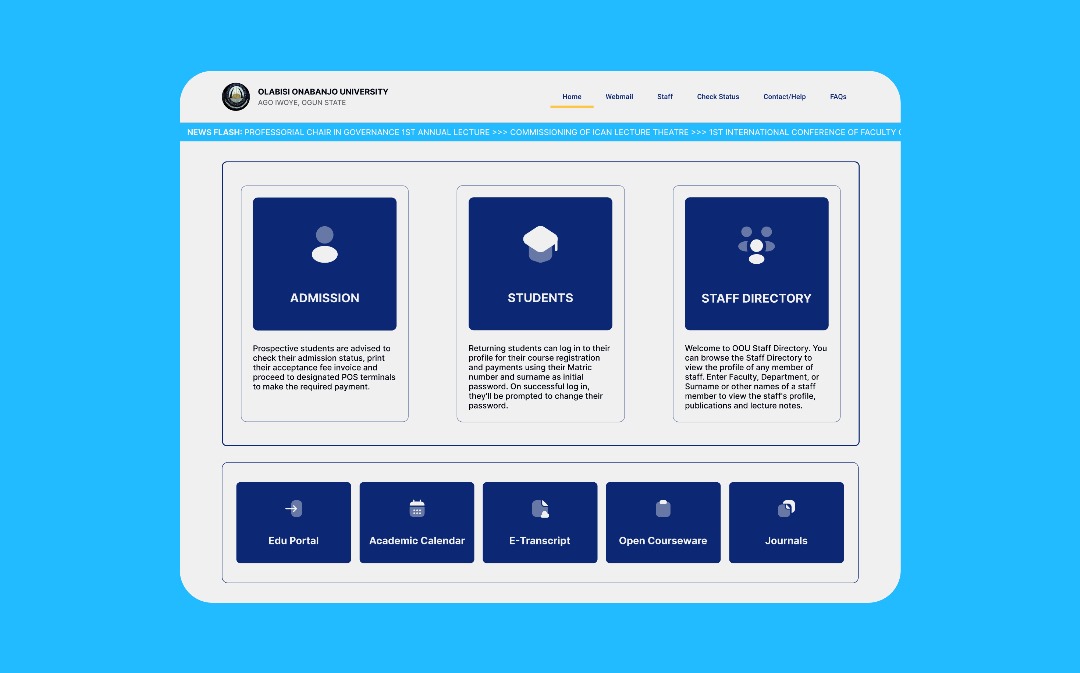 OLABISI ONABANJO UNIVERSITY
AGO IWOYE, OGUN STATE
Home Webmail Staff Check Status Contact/Help FAQs
NEWS FLASH: PROFESSORIAL CHAIR IN GOVERNANCE 1ST ANNUAL LECTURE >>> COMMISSIONING OF ICAN LECTURE THEATRE >>> 1ST INTERNATIONAL CONFERENCE OF FACULTY
ADMISSION
Prospective students are advised to
check their admission status, print
their acceptance fee invoice and
proceed to designated POS terminals
to make the required payment.
STUDENTS
Returning students can log in to their
profile for their course registration
and payments using their Matric
number and surname as initial
password. On successful log in,
they'll be prompted to change their
password.
STAFF DIRECTORY
Welcome to OOU Staff Directory. You
can browse the Staff Directory to
view the profile of any member of
staff. Enter Faculty, Department, or
Surname or other names of a staff
member to view the staff's profile,
publications and lecture notes.
Edu Portal
Academic Calendar
E-Transcript
Open Courseware
Journals